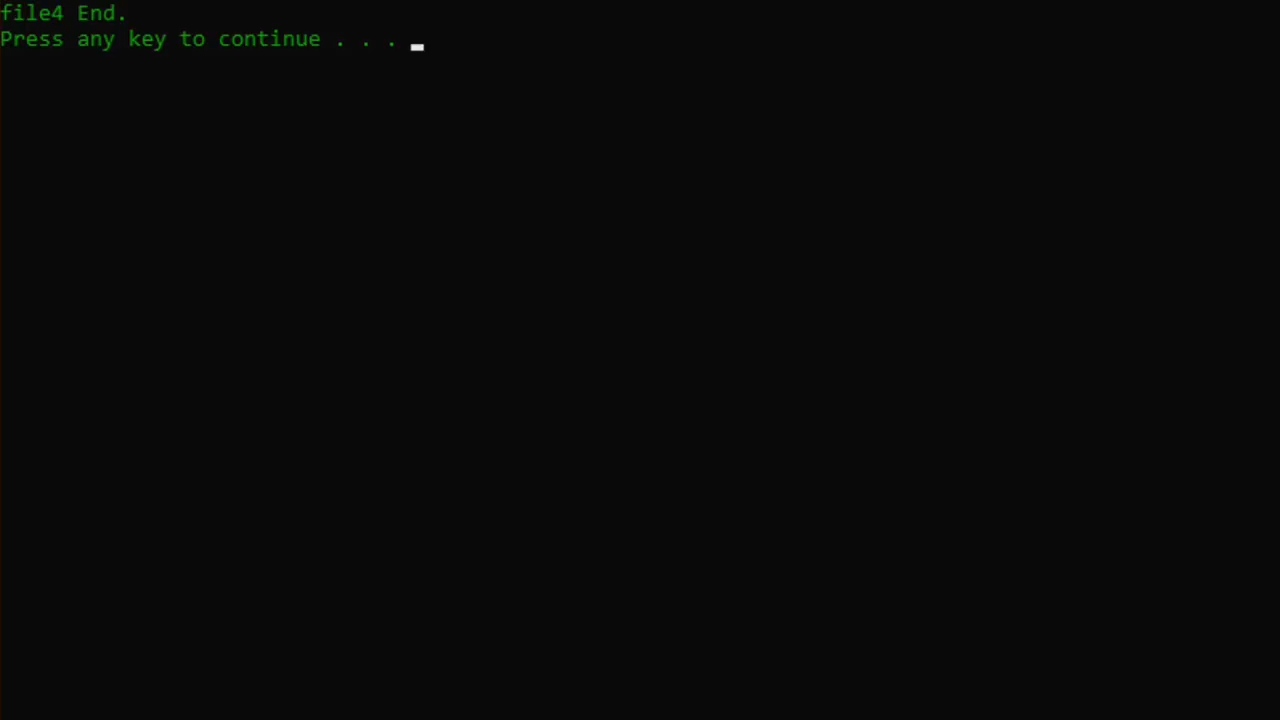 file4 End.
Press any key to continue . . .